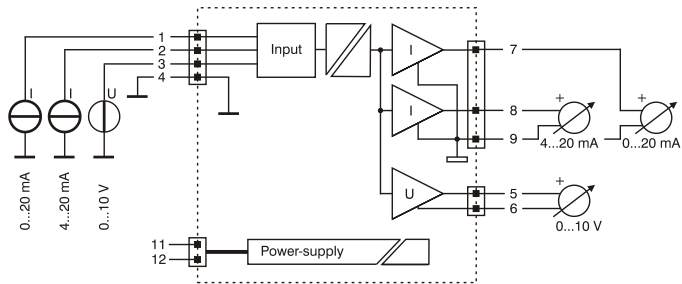 1
2
3
4
I
I
U
0...20 mA
4...20 mA
0...10 V
Input
I
I
U
7
8
9
5
6
+
+
+
4...20 mA
0...20 mA
0...10 V
11
12
Power-supply